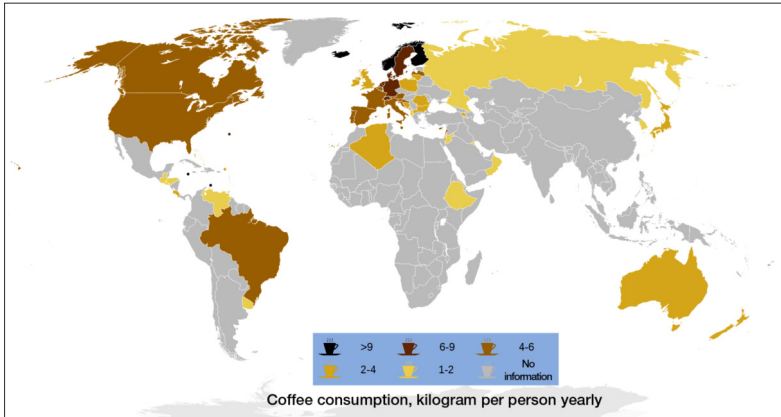 >9 6-9 4-6
2-4 1-2 No information
Coffee consumption, kilogram per person yearly